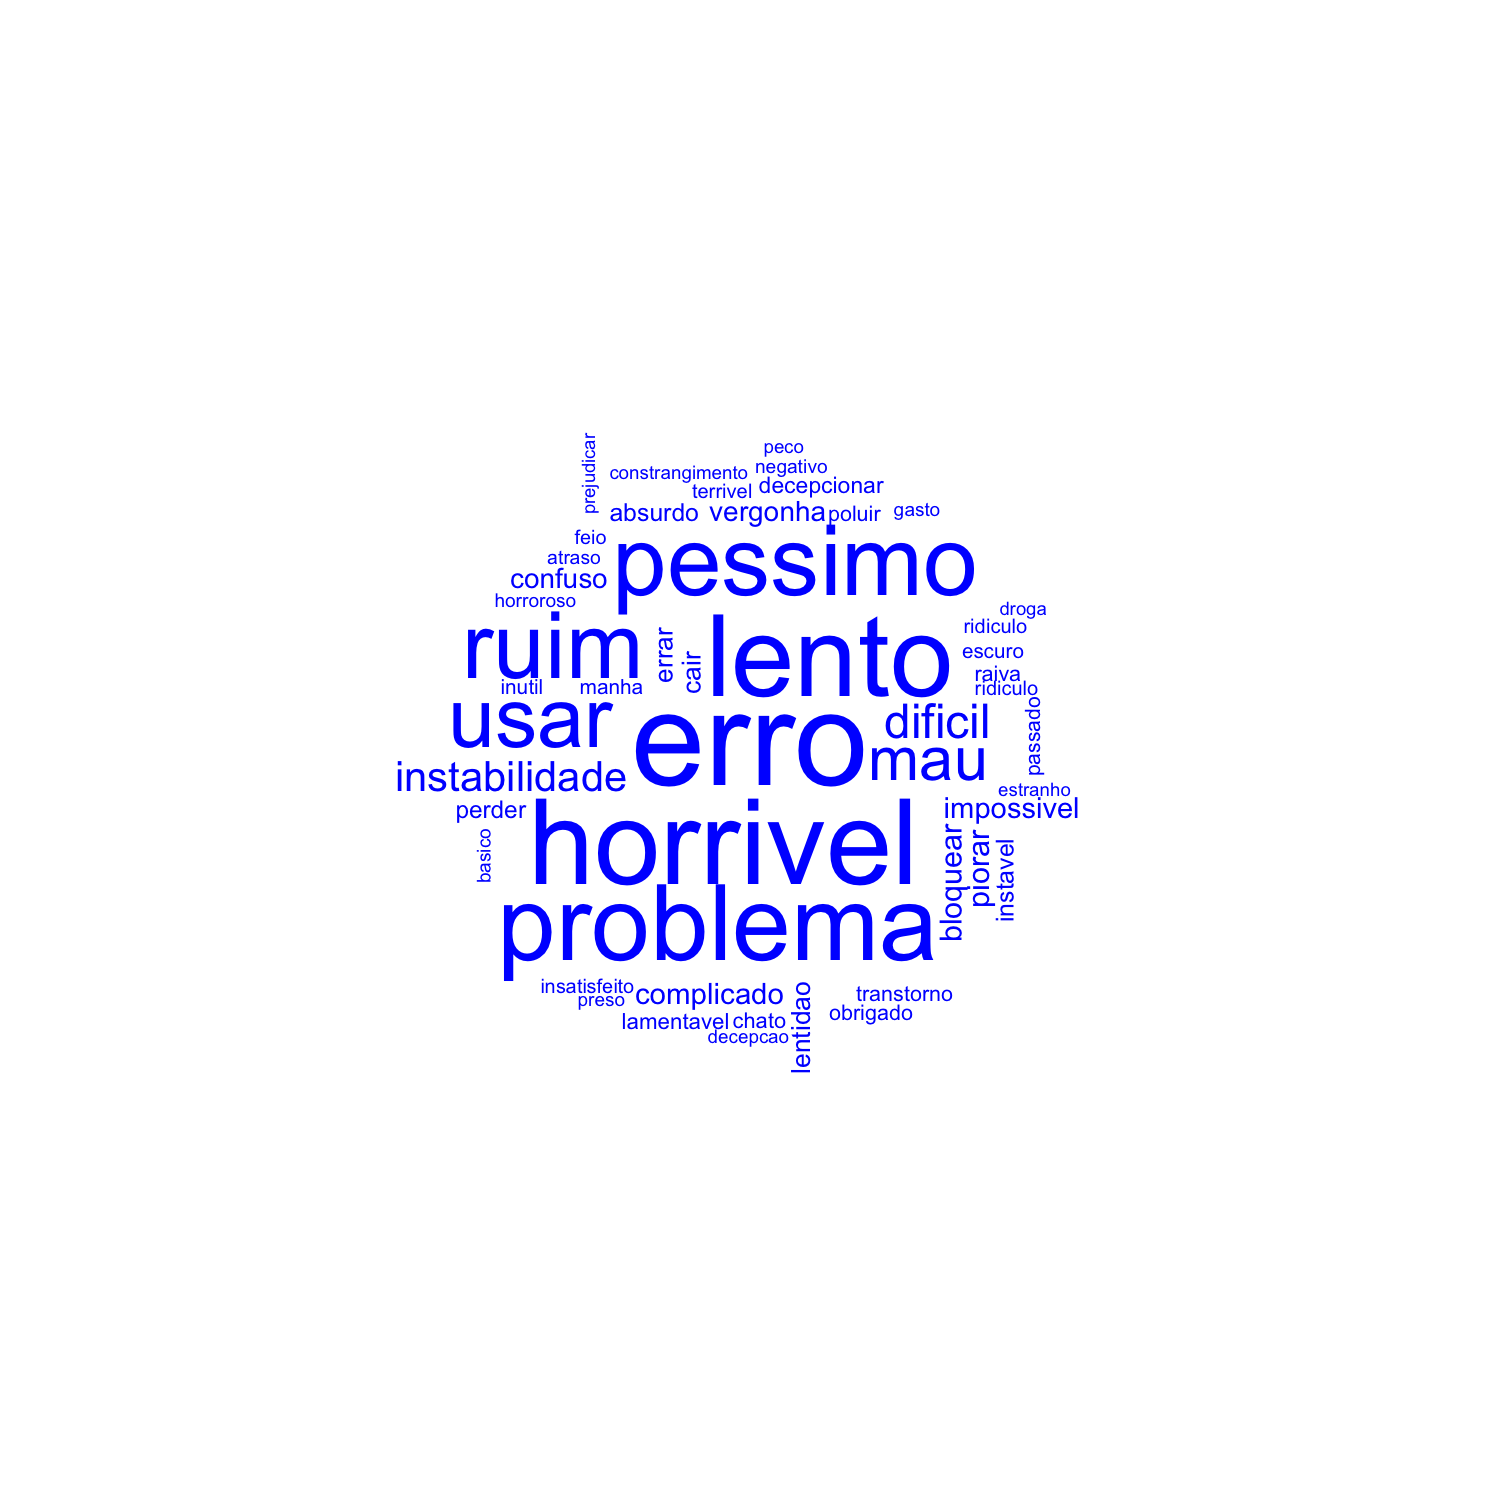 prejudicar
peco
constrangimento
negativo
terrivel
decepcionar
absurdo
vergonha
poluir
gasto
feio
pessimo
atraso
confuso
horroroso
droga
ruim
errar
cair
lento
ridiculo
escuro
inutil
manha
raiva
ridiculo
usar
erro
dificil
passado
mau
instabilidade
estranho
perder
horrivel
impossivel
basico
bloquear
piorar
instavel
problema
insatisfeito
preso
complicado
lentidao
transtorno
lamentavel
chato
obrigado
decepcao